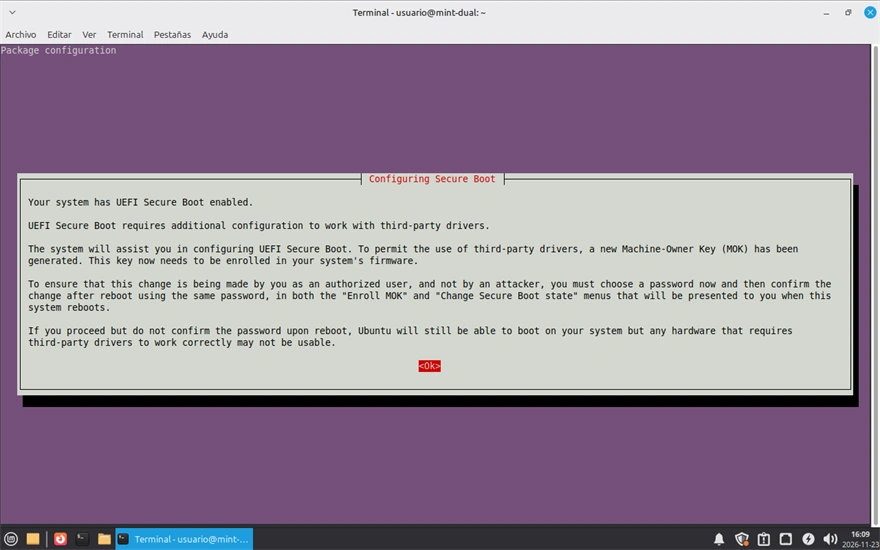 Terminal - usuario@mint-dual: ~
Archivo Editar Ver Terminal Pestañas Ayuda
Package configuration
Configuring Secure Boot
Your system has UEFI Secure Boot enabled.
UEFI Secure Boot requires additional configuration to work with third-party drivers.
The system will assist you in configuring UEFI Secure Boot. To permit the use of third-party drivers, a new Machine-Owner Key (MOK) has been
generated. This key now needs to be enrolled in your system's firmware.
To ensure that this change is being made by you as an authorized user, and not by an attacker, you must choose a password now and then confirm the
change after reboot using the same password, in both the "Enroll MOK" and "Change Secure Boot state" menus that will be presented to you when this
system reboots.
If you proceed but do not confirm the password upon reboot, Ubuntu will still be able to boot on your system but any hardware that requires
third-party drivers to work correctly may not be usable.
<Ok>
Terminal - usuario@mint-...
16:09
2026-11-23